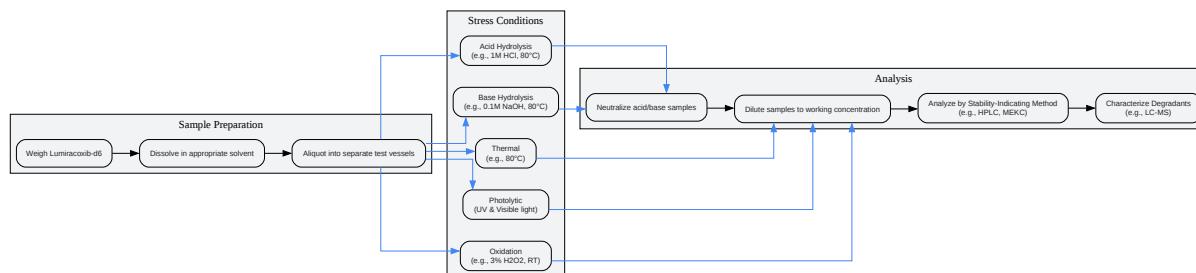 Sample Preparation
Weigh Lumiracoxib-d6
Dissolve in appropriate solvent
Aliquot into separate test vessels
Stress Conditions
Acid Hydrolysis
(e.g., 1M HCl, 80°C)
Base Hydrolysis
(e.g., 0.1M NaOH, 80°C)
Thermal
(e.g., 80°C)
Photolytic
(UV & Visible light)
Oxidation
(e.g., 3% H2O2, RT)
Analysis
Neutralize acid/base samples
Dilute samples to working concentration
Analyze by Stability-Indicating Method
(e.g., HPLC, MEKC)
Characterize Degradants
(e.g., LC-MS)